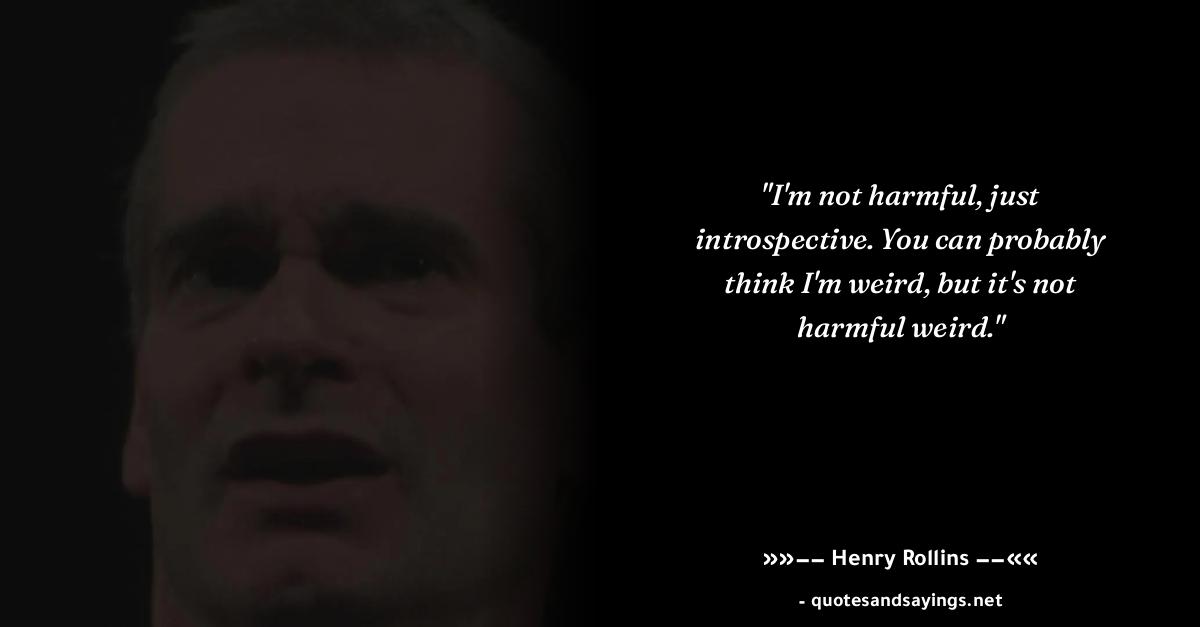 "I'm not harmful, just
introspective. You can probably
think I'm weird, but it's not
harmful weird."
»»−− Henry Rollins −−««
- quotesandsayings.net